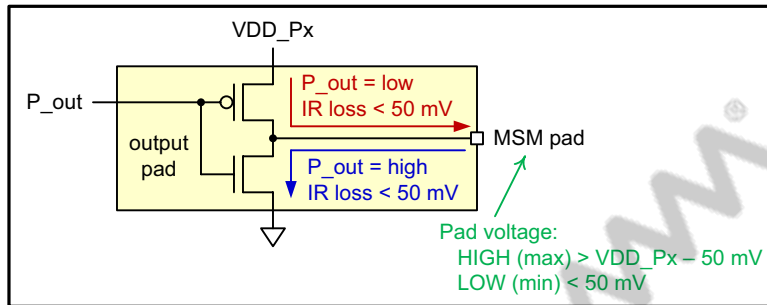 VDD_Px
P_out = low
IR loss < 50 mV
P_out
output
pad
MSM pad
P_out = high
IR loss < 50 mV
Pad voltage:
HIGH (max) > VDD_Px – 50 mV
LOW (min) < 50 mV